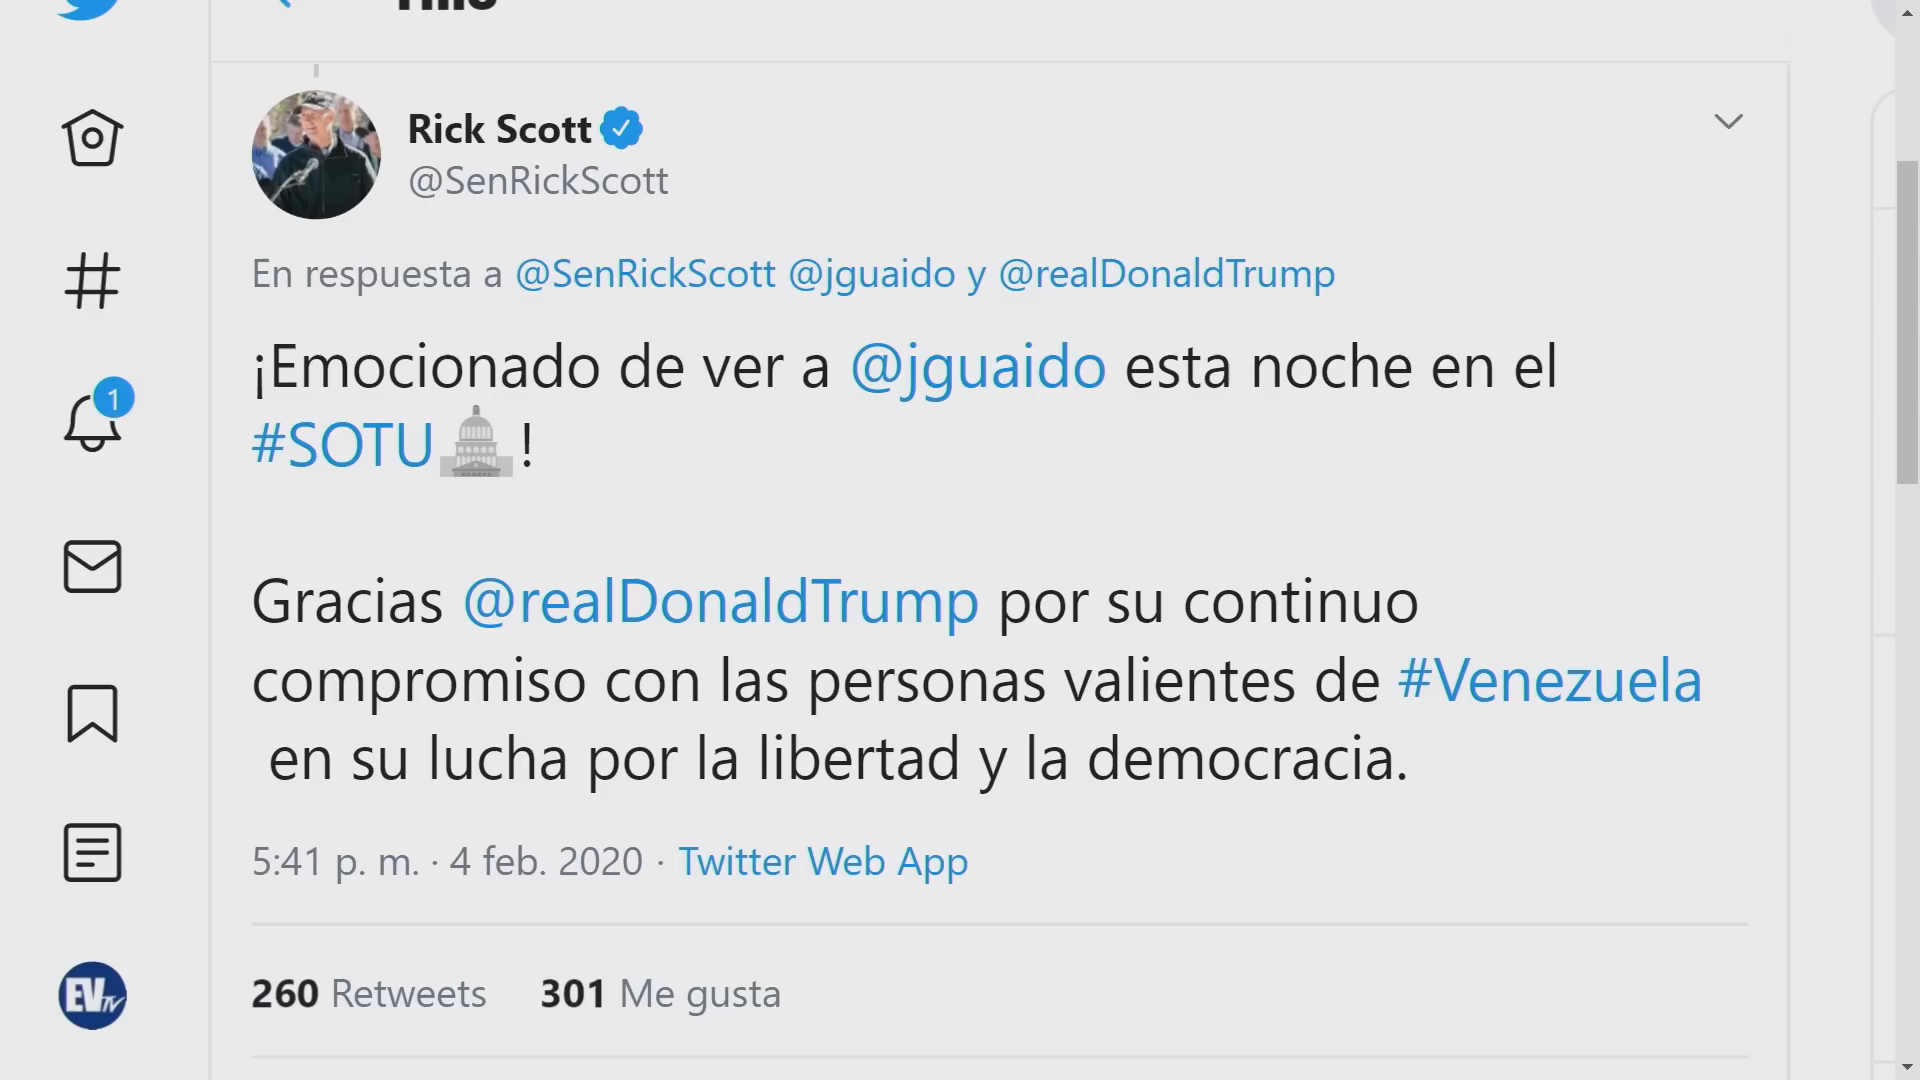 Rick Scott
@SenRickScott
En respuesta a @SenRickScott @jguaido y @realDonaldTrump
¡Emocionado de ver a @jguaido esta noche en el
#SOTU !
Gracias @realDonaldTrump por su continuo
compromiso con las personas valientes de #Venezuela
en su lucha por la libertad y la democracia.
5:41 p. m. · 4 feb. 2020 · Twitter Web App
260 Retweets 301 Me gusta
1
EVTV